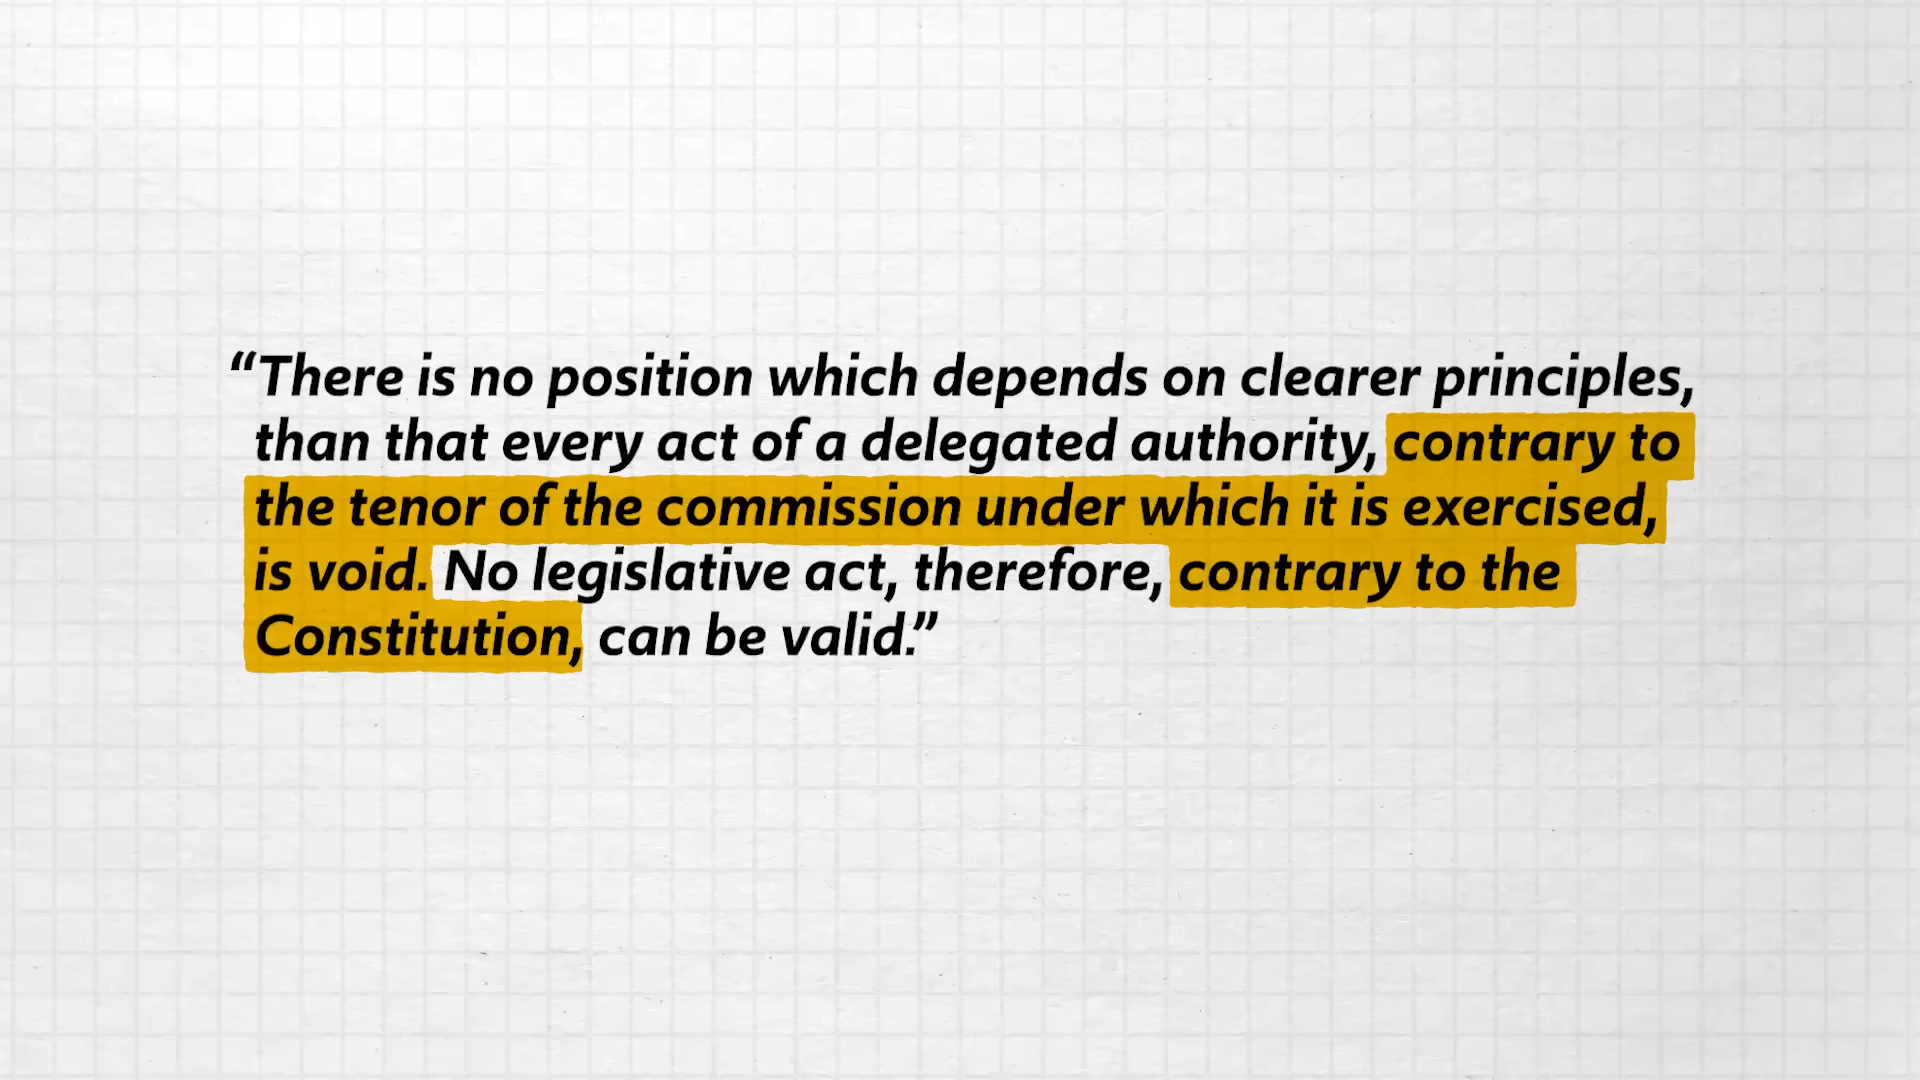 “There is no position which depends on clearer principles,
than that every act of a delegated authority, contrary to
the tenor of the commission under which it is exercised,
is void. No legislative act, therefore, contrary to the
Constitution, can be valid.”